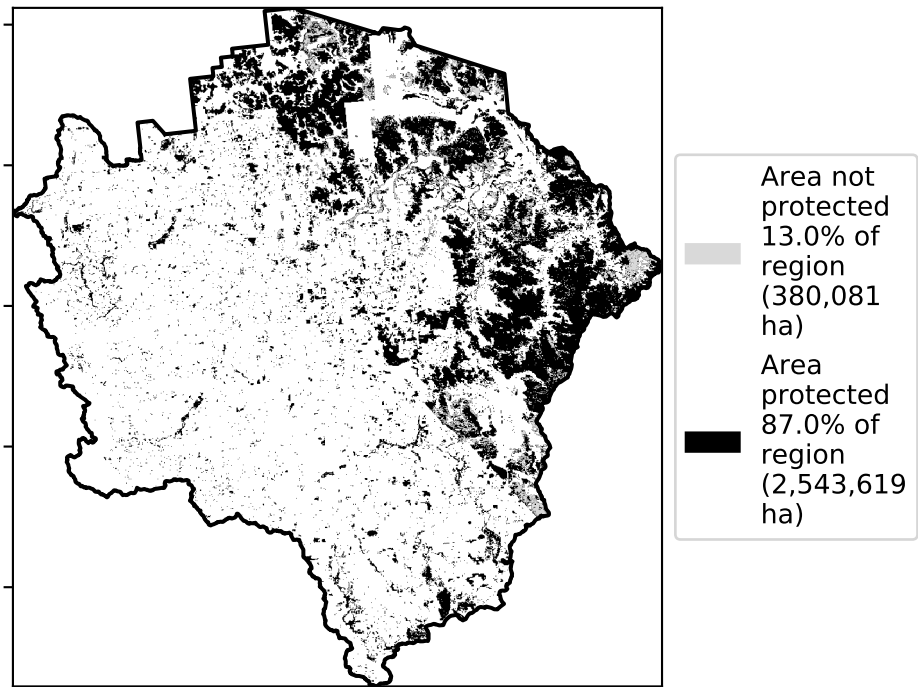 Area not
protected
13.0% of
region
(380,081
ha)
Area
protected
87.0% of
region
(2,543,619
ha)